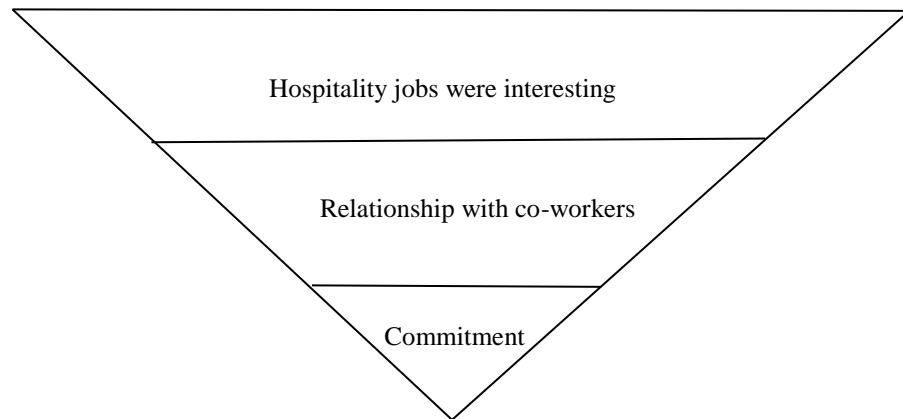 Hospitality jobs were interesting
Relationship with co-workers
Commitment